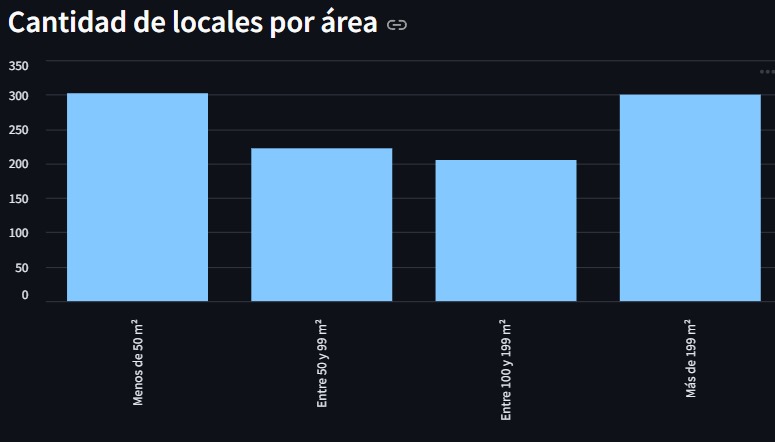 Cantidad de locales por área
350
300
250
200
150
100
50
0
Menos de 50 m²
Entre 50 y 99 m²
Entre 100 y 199 m²
Más de 199 m²